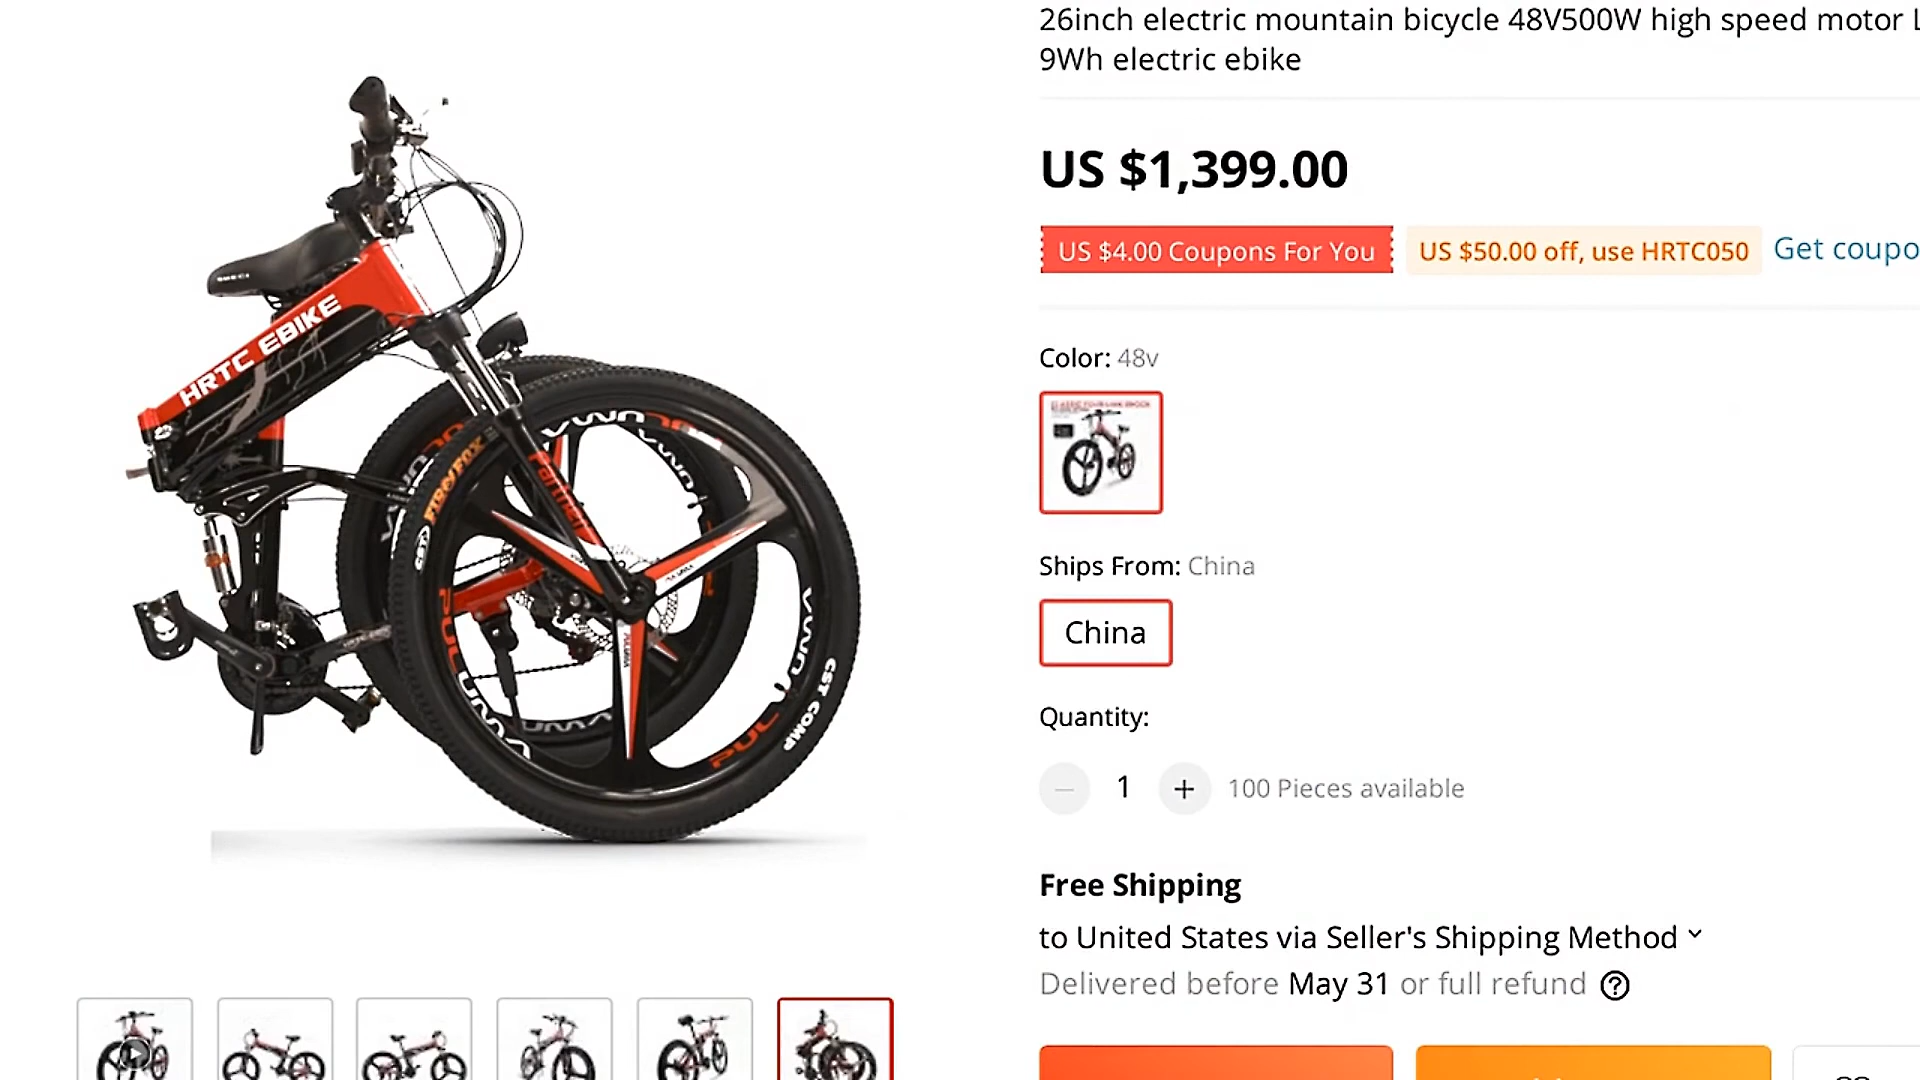 26inch electric mountain bicycle 48V500W high speed motor L
9Wh electric ebike
US $1,399.00
US $4.00 Coupons For You
US $50.00 off, use HRTC050
Get coupo
Color: 48v
Ships From: China
China
Quantity:
1
100 Pieces available
Free Shipping
to United States via Seller's Shipping Method
Delivered before May 31 or full refund
HRTC EBIKE
FIREFOX
CST
Partner
CST COMP